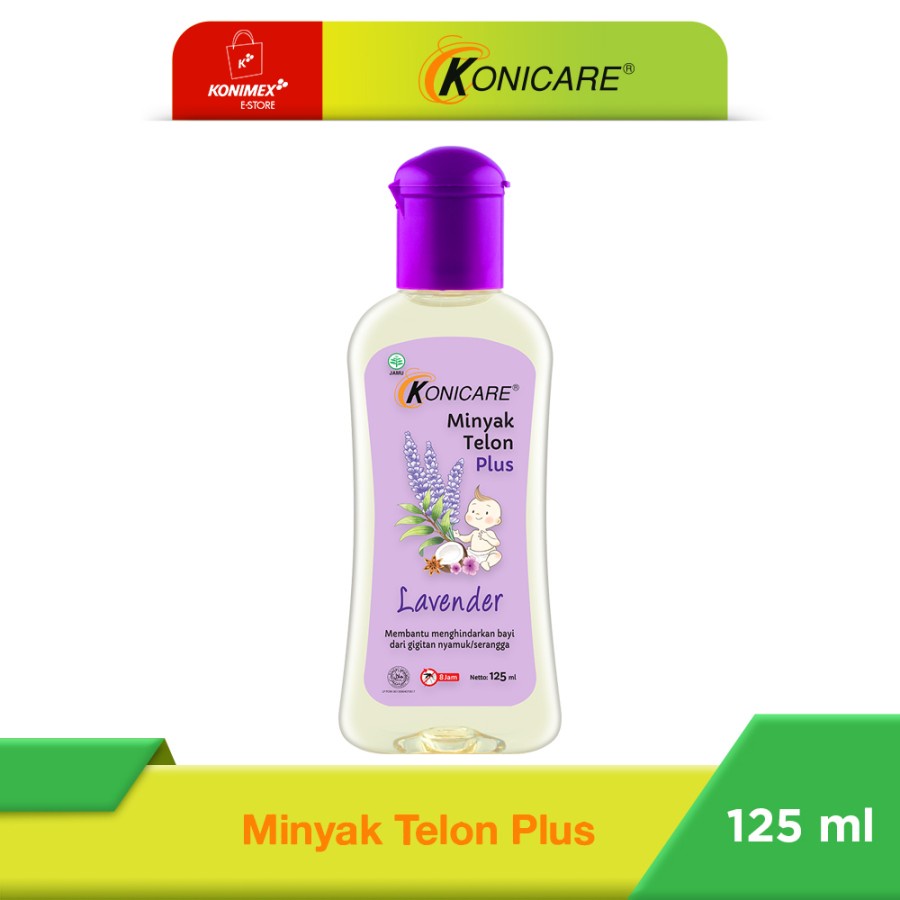 KONIMEX
E-STORE
KONICARE®
JAMU
KONICARE®
Minyak
Telon
Plus
Lavender
Membantu menghindarkan bayi
dari gigitan nyamuk/serangga
8 Jam
Netto: 125 ml
Minyak Telon Plus
125 ml